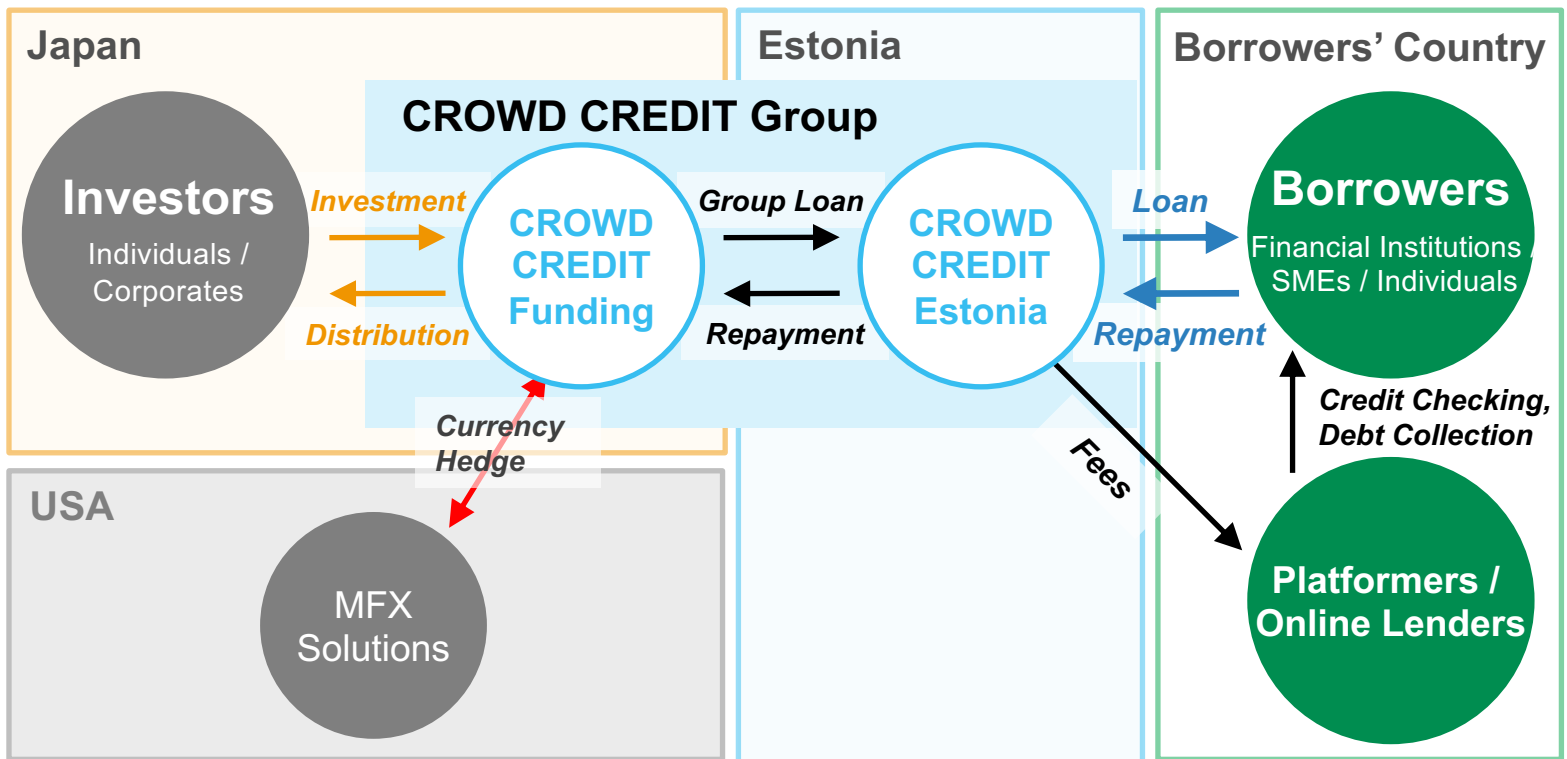 Japan
Estonia
Borrowers’ Country
CROWD CREDIT Group
Investors
Individuals /
Corporates
Investment
Distribution
CROWD
CREDIT
Funding
Group Loan
Repayment
CROWD
CREDIT
Estonia
Loan
Repayment
Borrowers
Financial Institutions /
SMEs / Individuals
Currency
Hedge
Fees
Credit Checking,
Debt Collection
USA
MFX
Solutions
Platformers /
Online Lenders